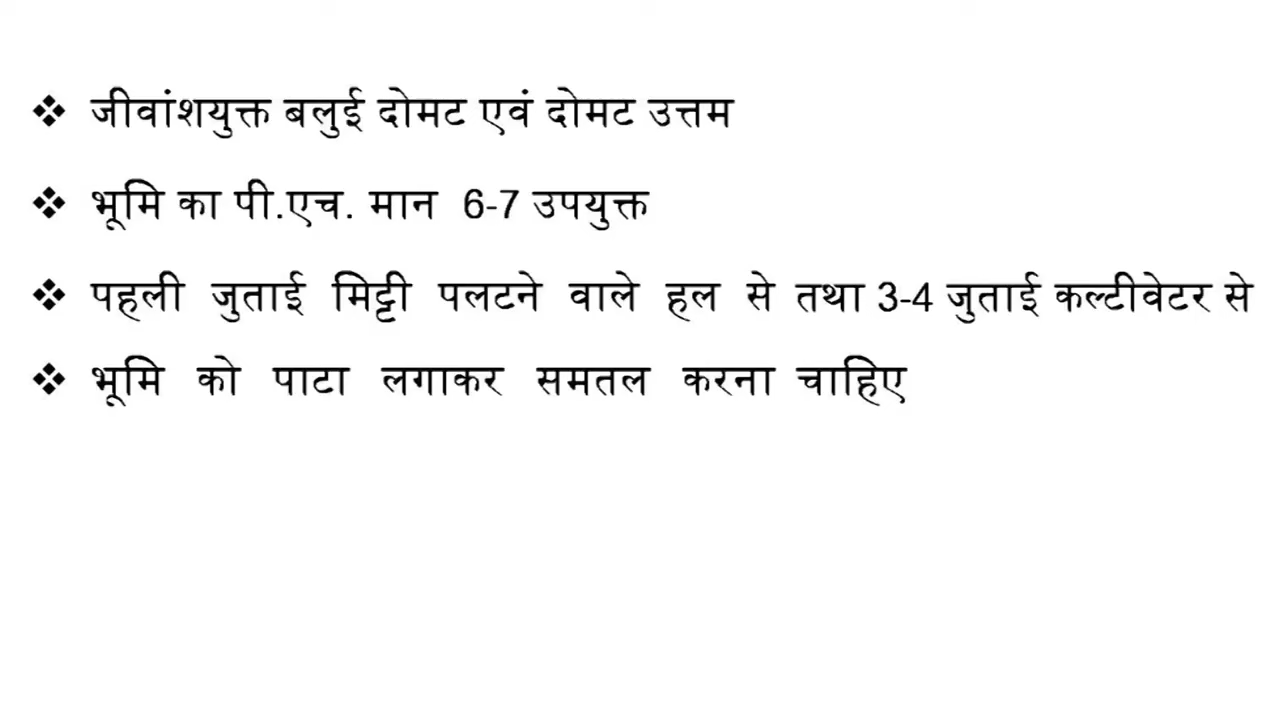 ❖ जीवांशयुक्त बलुई दोमट एवं दोमट उत्तम
❖ भूमि का पी.एच. मान 6-7 उपयुक्त
❖ पहली जुताई मिट्टी पलटने वाले हल से तथा 3-4 जुताई कल्टीवेटर से
❖ भूमि को पाटा लगाकर समतल करना चाहिए